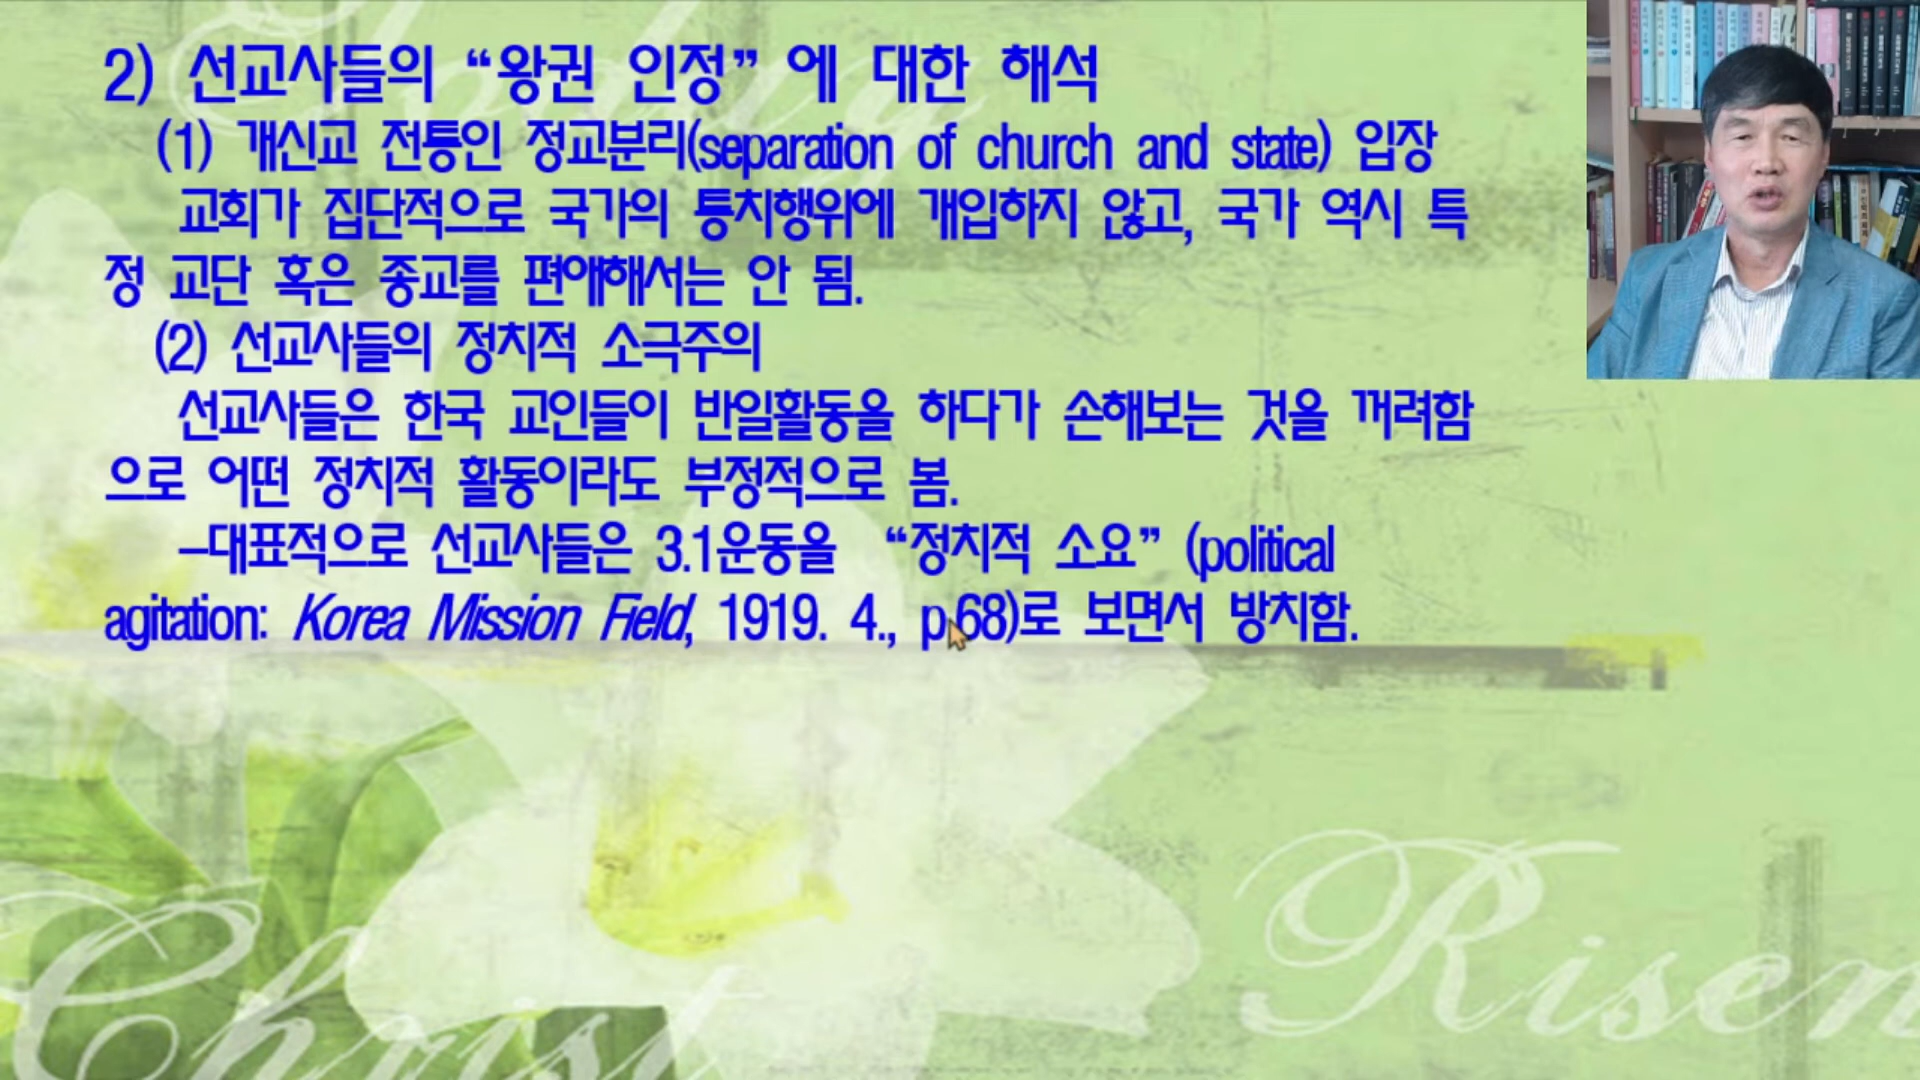 2) 선교사들의 “왕권 인정” 에 대한 해석
(1) 개신교 전통인 정교분리(separation of church and state) 입장
교회가 집단적으로 국가의 통치행위에 개입하지 않고, 국가 역시 특
정 교단 혹은 종교를 편애해서는 안 됨.
(2) 선교사들의 정치적 소극주의
선교사들은 한국 교인들이 반일활동을 하다가 손해보는 것을 꺼려함
으로 어떤 정치적 활동이라도 부정적으로 봄.
–대표적으로 선교사들은 3.1운동을 “정치적 소요” (political
agitation: Korea Mission Field, 1919. 4., p.68)로 보면서 방치함.
Christ
Risen